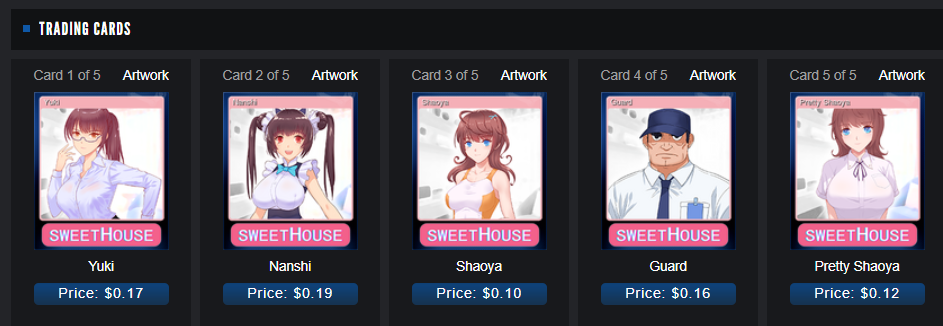 TRADING CARDS
Card 1 of 5 Artwork
Card 2 of 5 Artwork
Card 3 of 5 Artwork
Card 4 of 5 Artwork
Card 5 of 5 Artwork
Yuki
Nanshi
Shaoya
Guard
Pretty Shaoya
SWEETHOUSE
SWEETHOUSE
SWEETHOUSE
SWEETHOUSE
SWEETHOUSE
Yuki
Nanshi
Shaoya
Guard
Pretty Shaoya
Price: $0.17
Price: $0.19
Price: $0.10
Price: $0.16
Price: $0.12